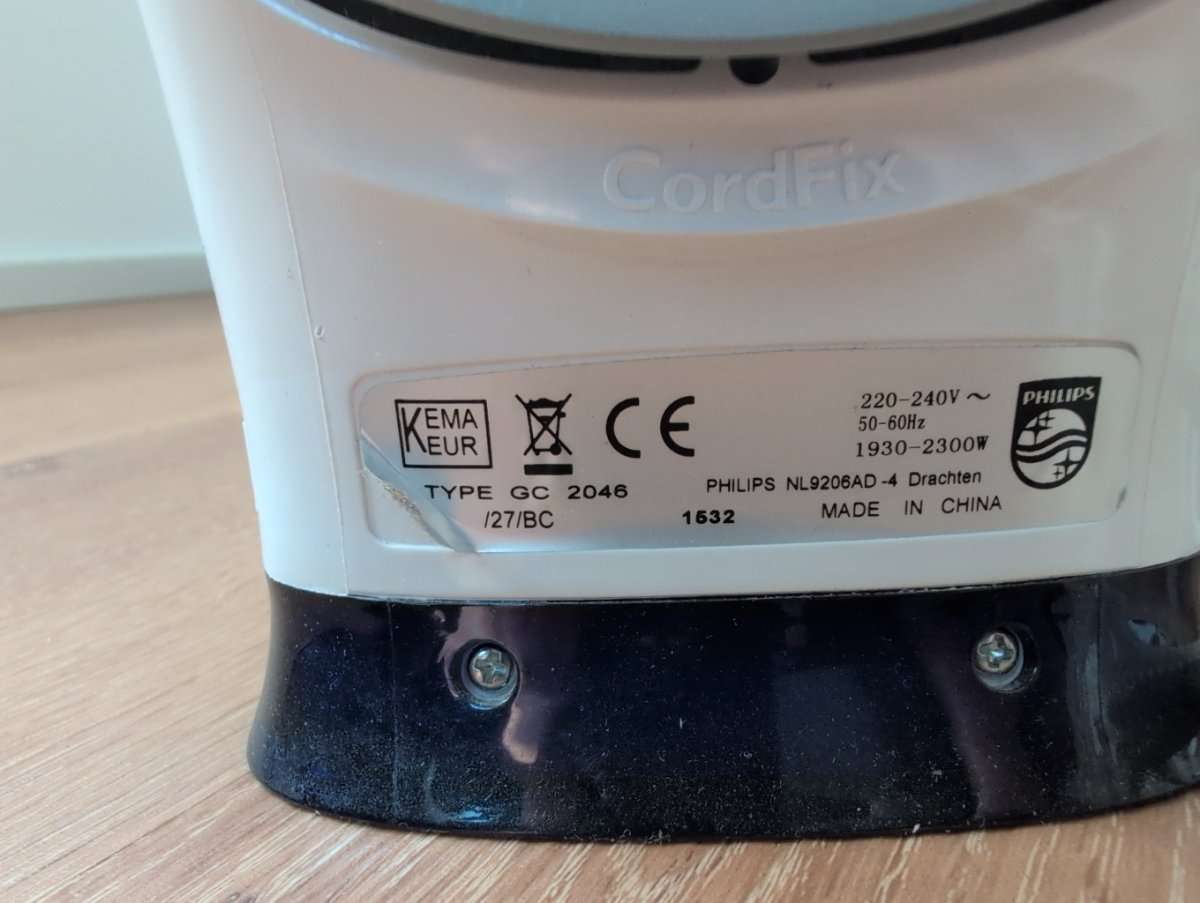 CordFix
KEMA
KEUR
220-240V ~
50-60Hz
1930-2300W
PHILIPS
TYPE GC 2046
/27/BC
1532
PHILIPS NL9206AD -4 Drachten
MADE IN CHINA
CE